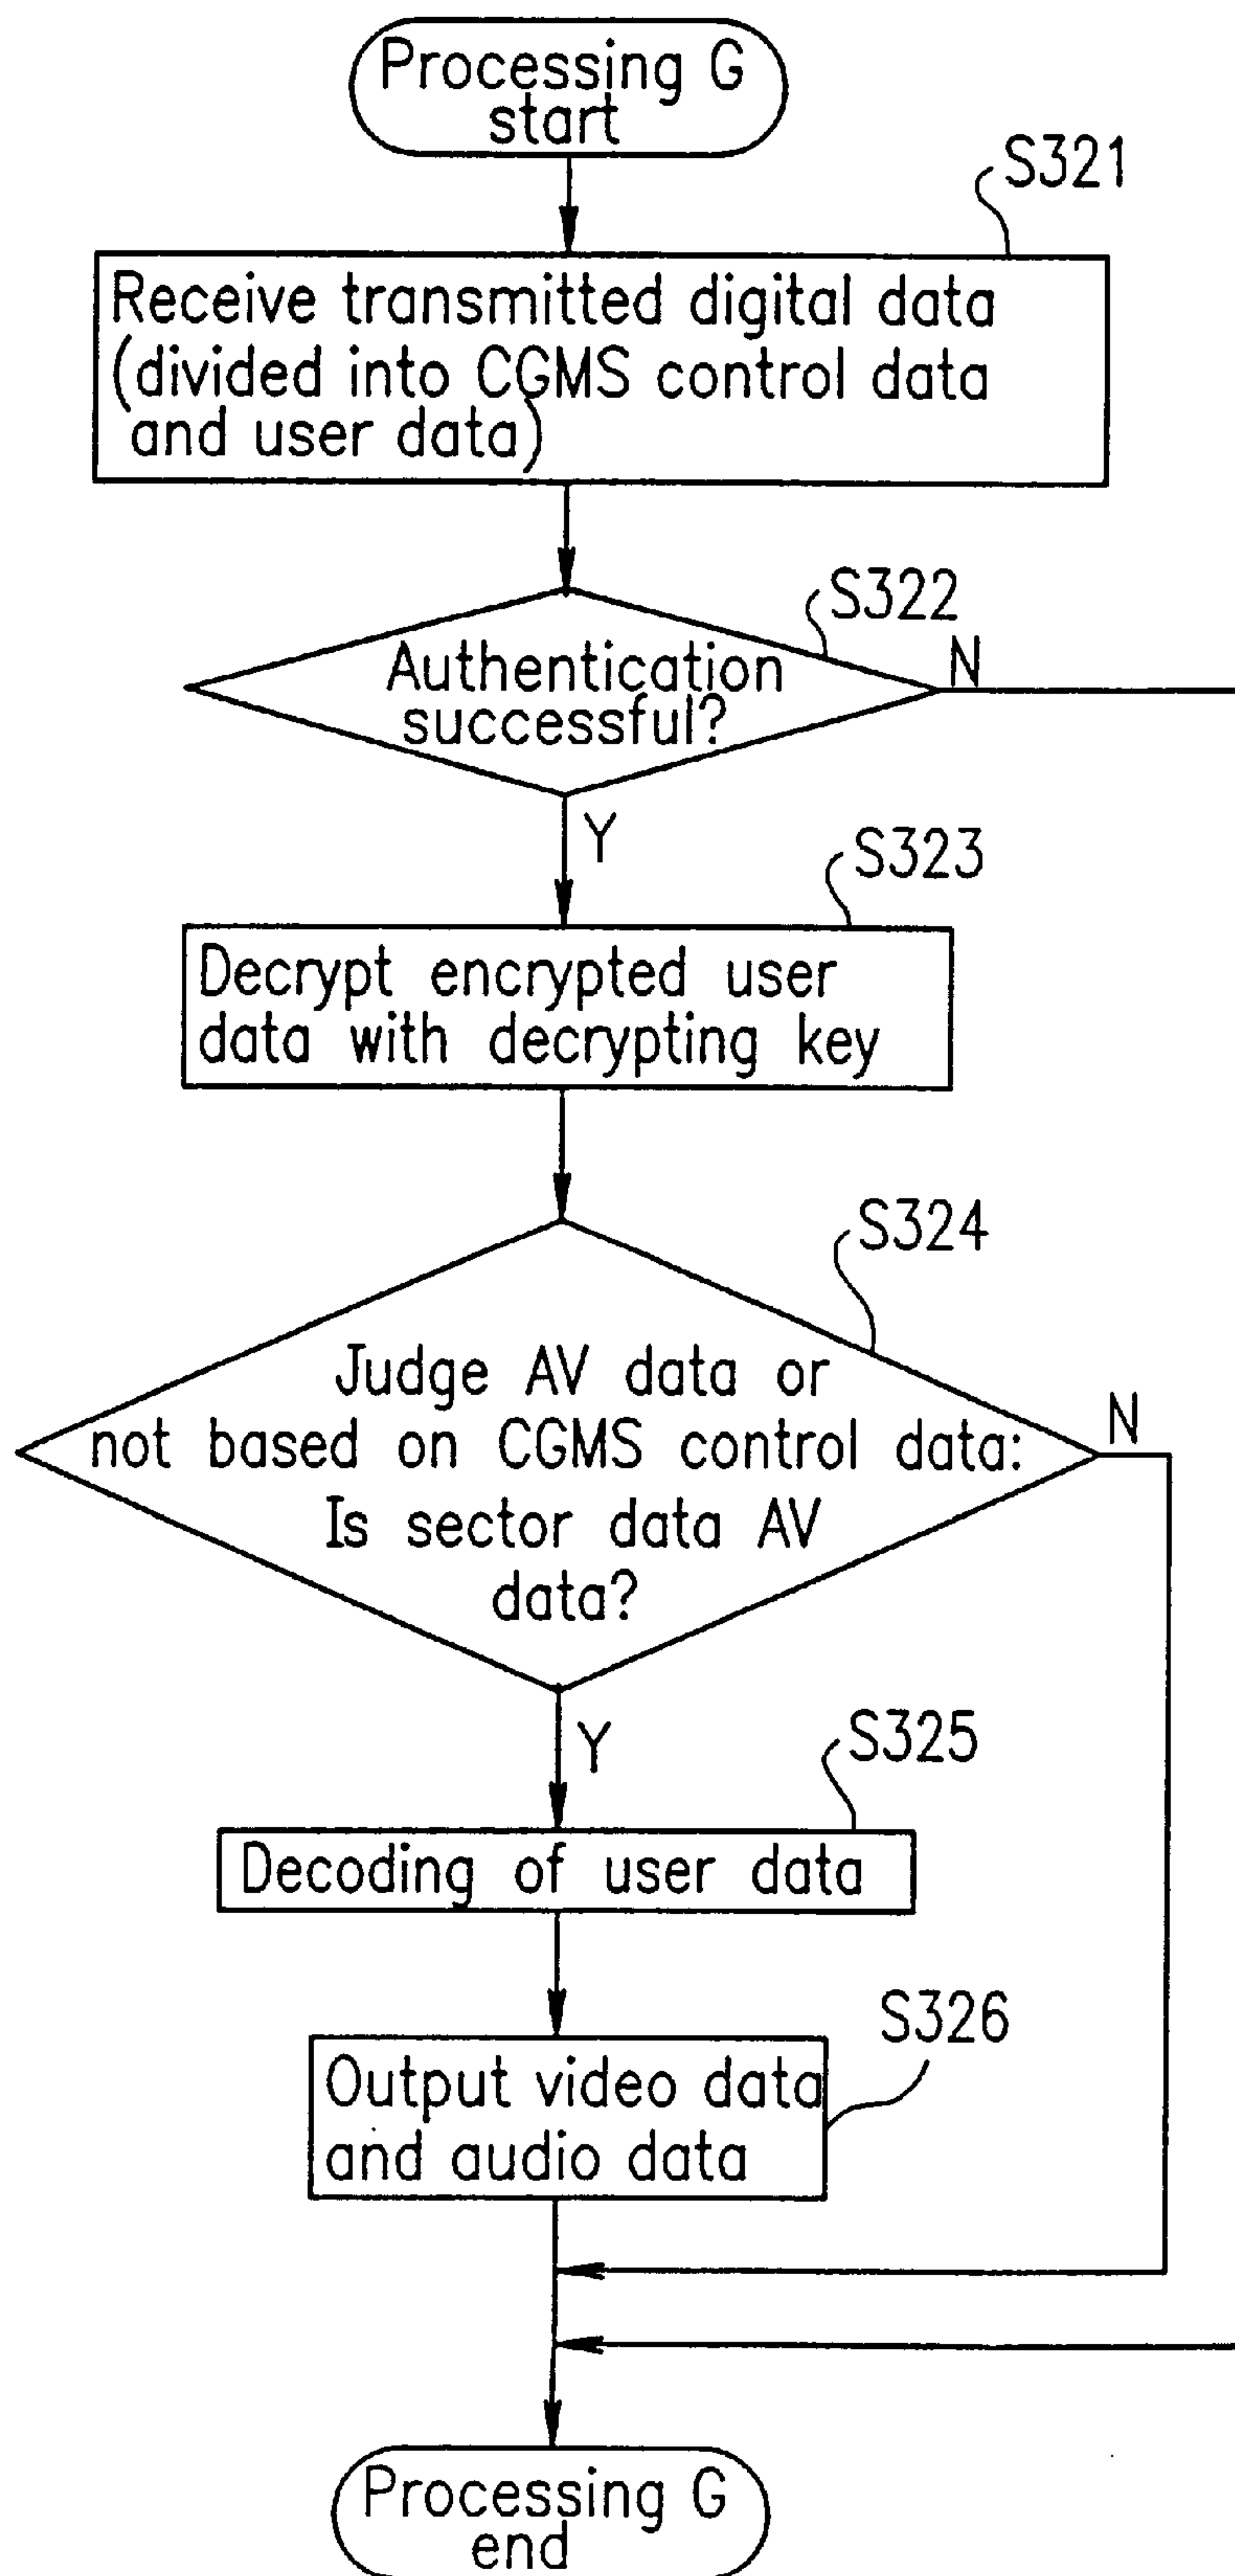 Processing G
start
S321
Receive transmitted digital data
(divided into CGMS control data
and user data)
S322
Authentication
successful?
N
Y
S323
Decrypt encrypted user
data with decrypting key
S324
Judge AV data or
not based on CGMS control data:
Is sector data AV
data?
N
Y
S325
Decoding of user data
S326
Output video data
and audio data
Processing G
end